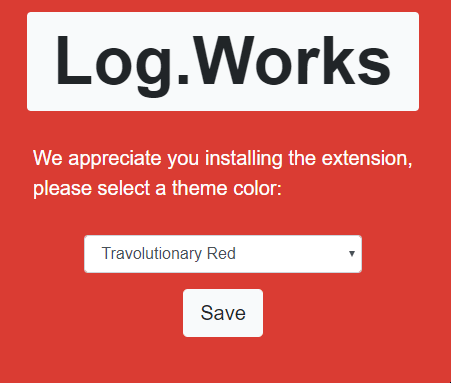 Log.Works
We appreciate you installing the extension,
please select a theme color:
Travolutionary Red
Save